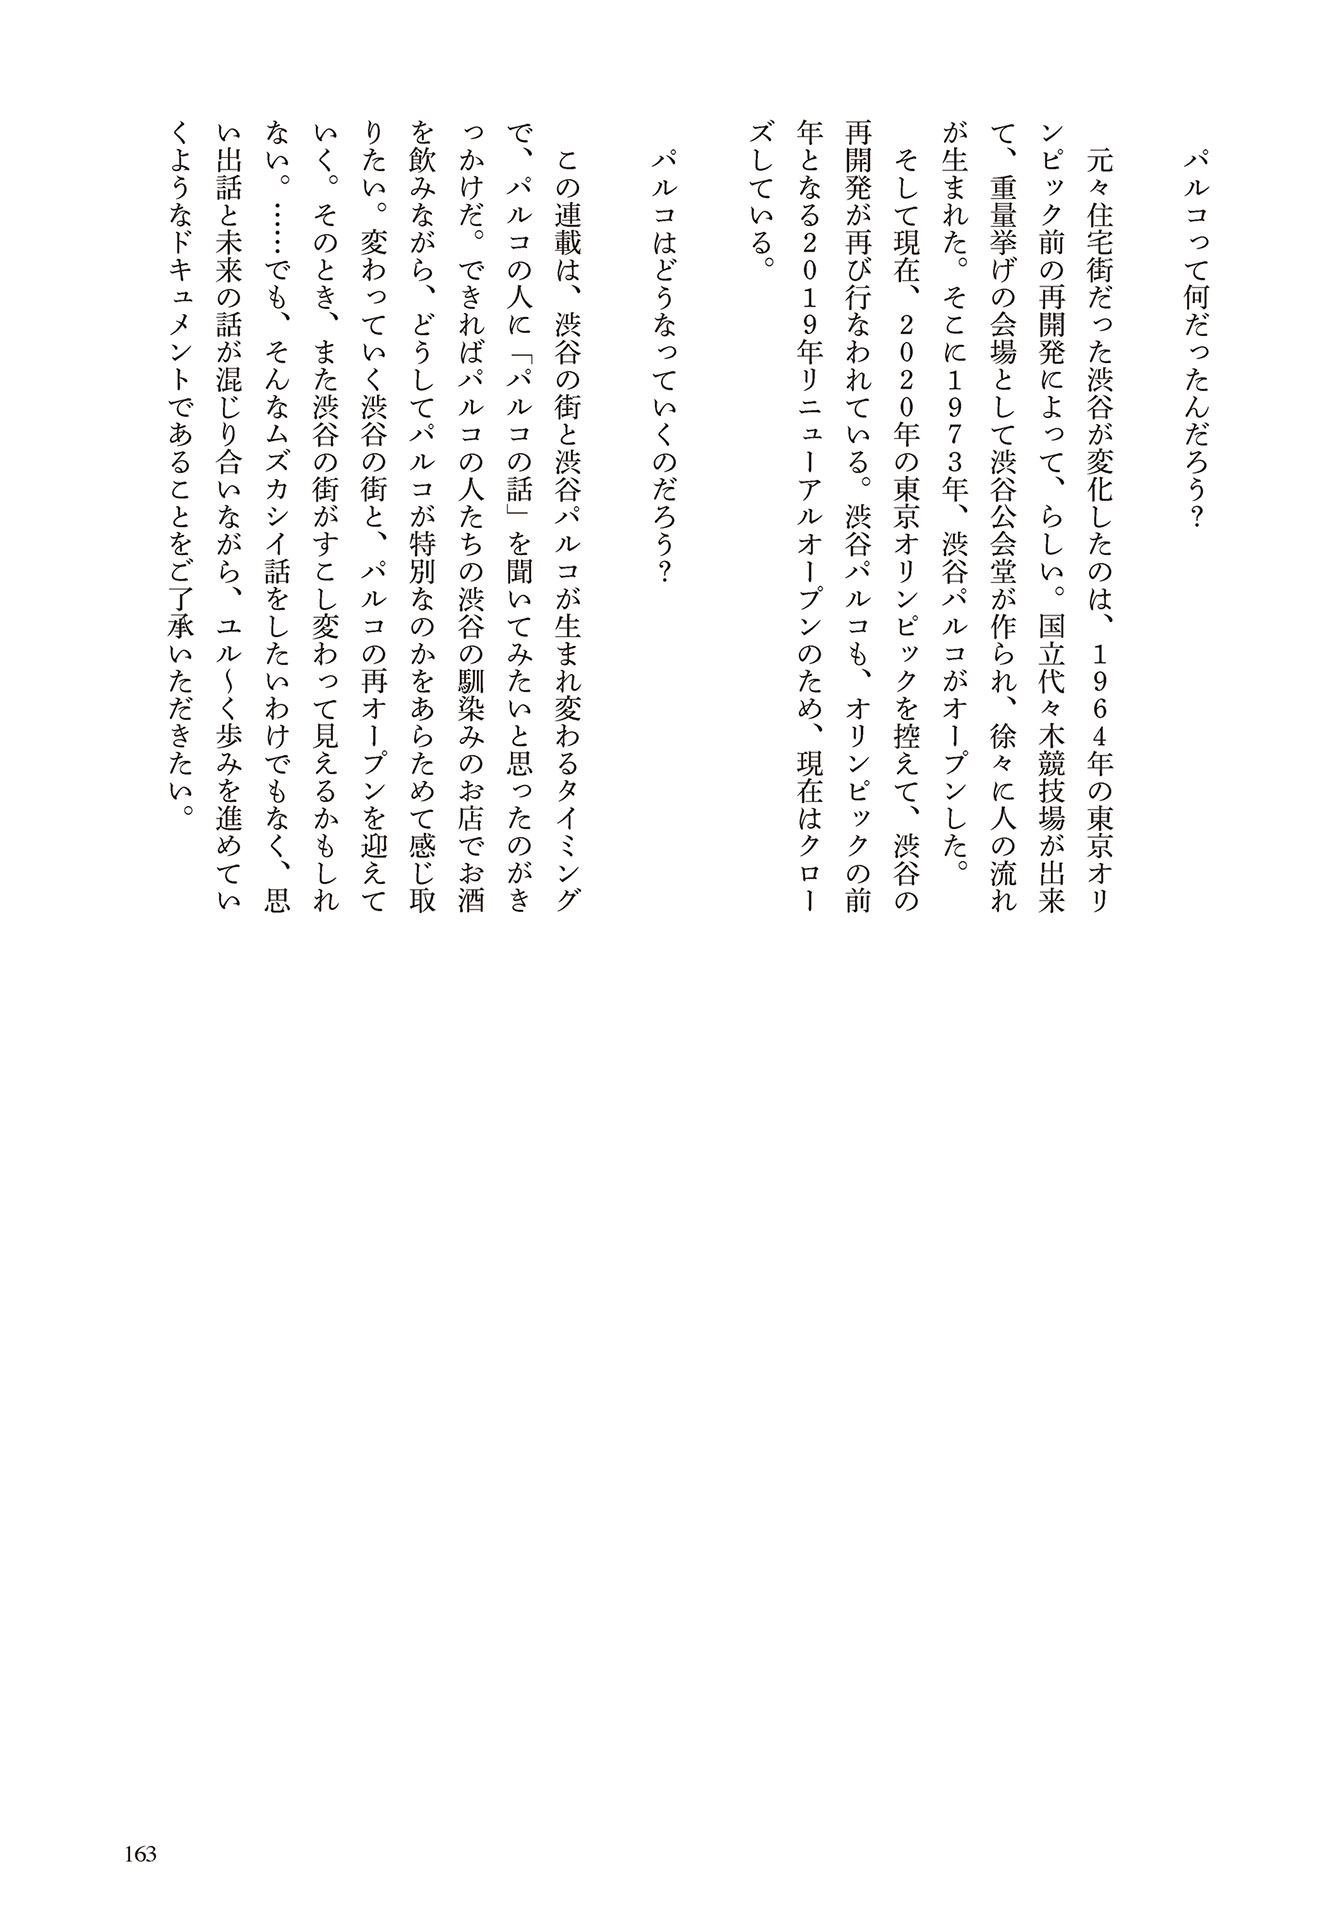 パルコって何だったんだろう？
元々住宅街だった渋谷が変化したのは、１９６４年の東京オリ
ンピック前の再開発によって、らしい。国立代々木競技場が出来
て、重量挙げの会場として渋谷公会堂が作られ、徐々に人の流れ
が生まれた。そこに１９７３年、渋谷パルコがオープンした。
そして現在、２０２０年の東京オリンピックを控えて、渋谷の
再開発が再び行なわれている。渋谷パルコも、オリンピックの前
年となる２０１９年リニューアルオープンのため、現在はクロー
ズしている。
パルコはどうなっていくのだろう？
この連載は、渋谷の街と渋谷パルコが生まれ変わるタイミング
で、パルコの人に「パルコの話」を聞いてみたいと思ったのがき
っかけだ。できればパルコの人たちの渋谷の馴染みのお店でお酒
を飲みながら、どうしてパルコが特別なのかをあらためて感じ取
りたい。変わっていく渋谷の街と、パルコの再オープンを迎えて
いく。そのとき、また渋谷の街がすこし変わって見えるかもしれ
ない。……でも、そんなムズカシイ話をしたいわけでもなく、思
い出話と未来の話が混じり合いながら、ユル〜く歩みを進めてい
くようなドキュメントであることをご了承いただきたい。
163